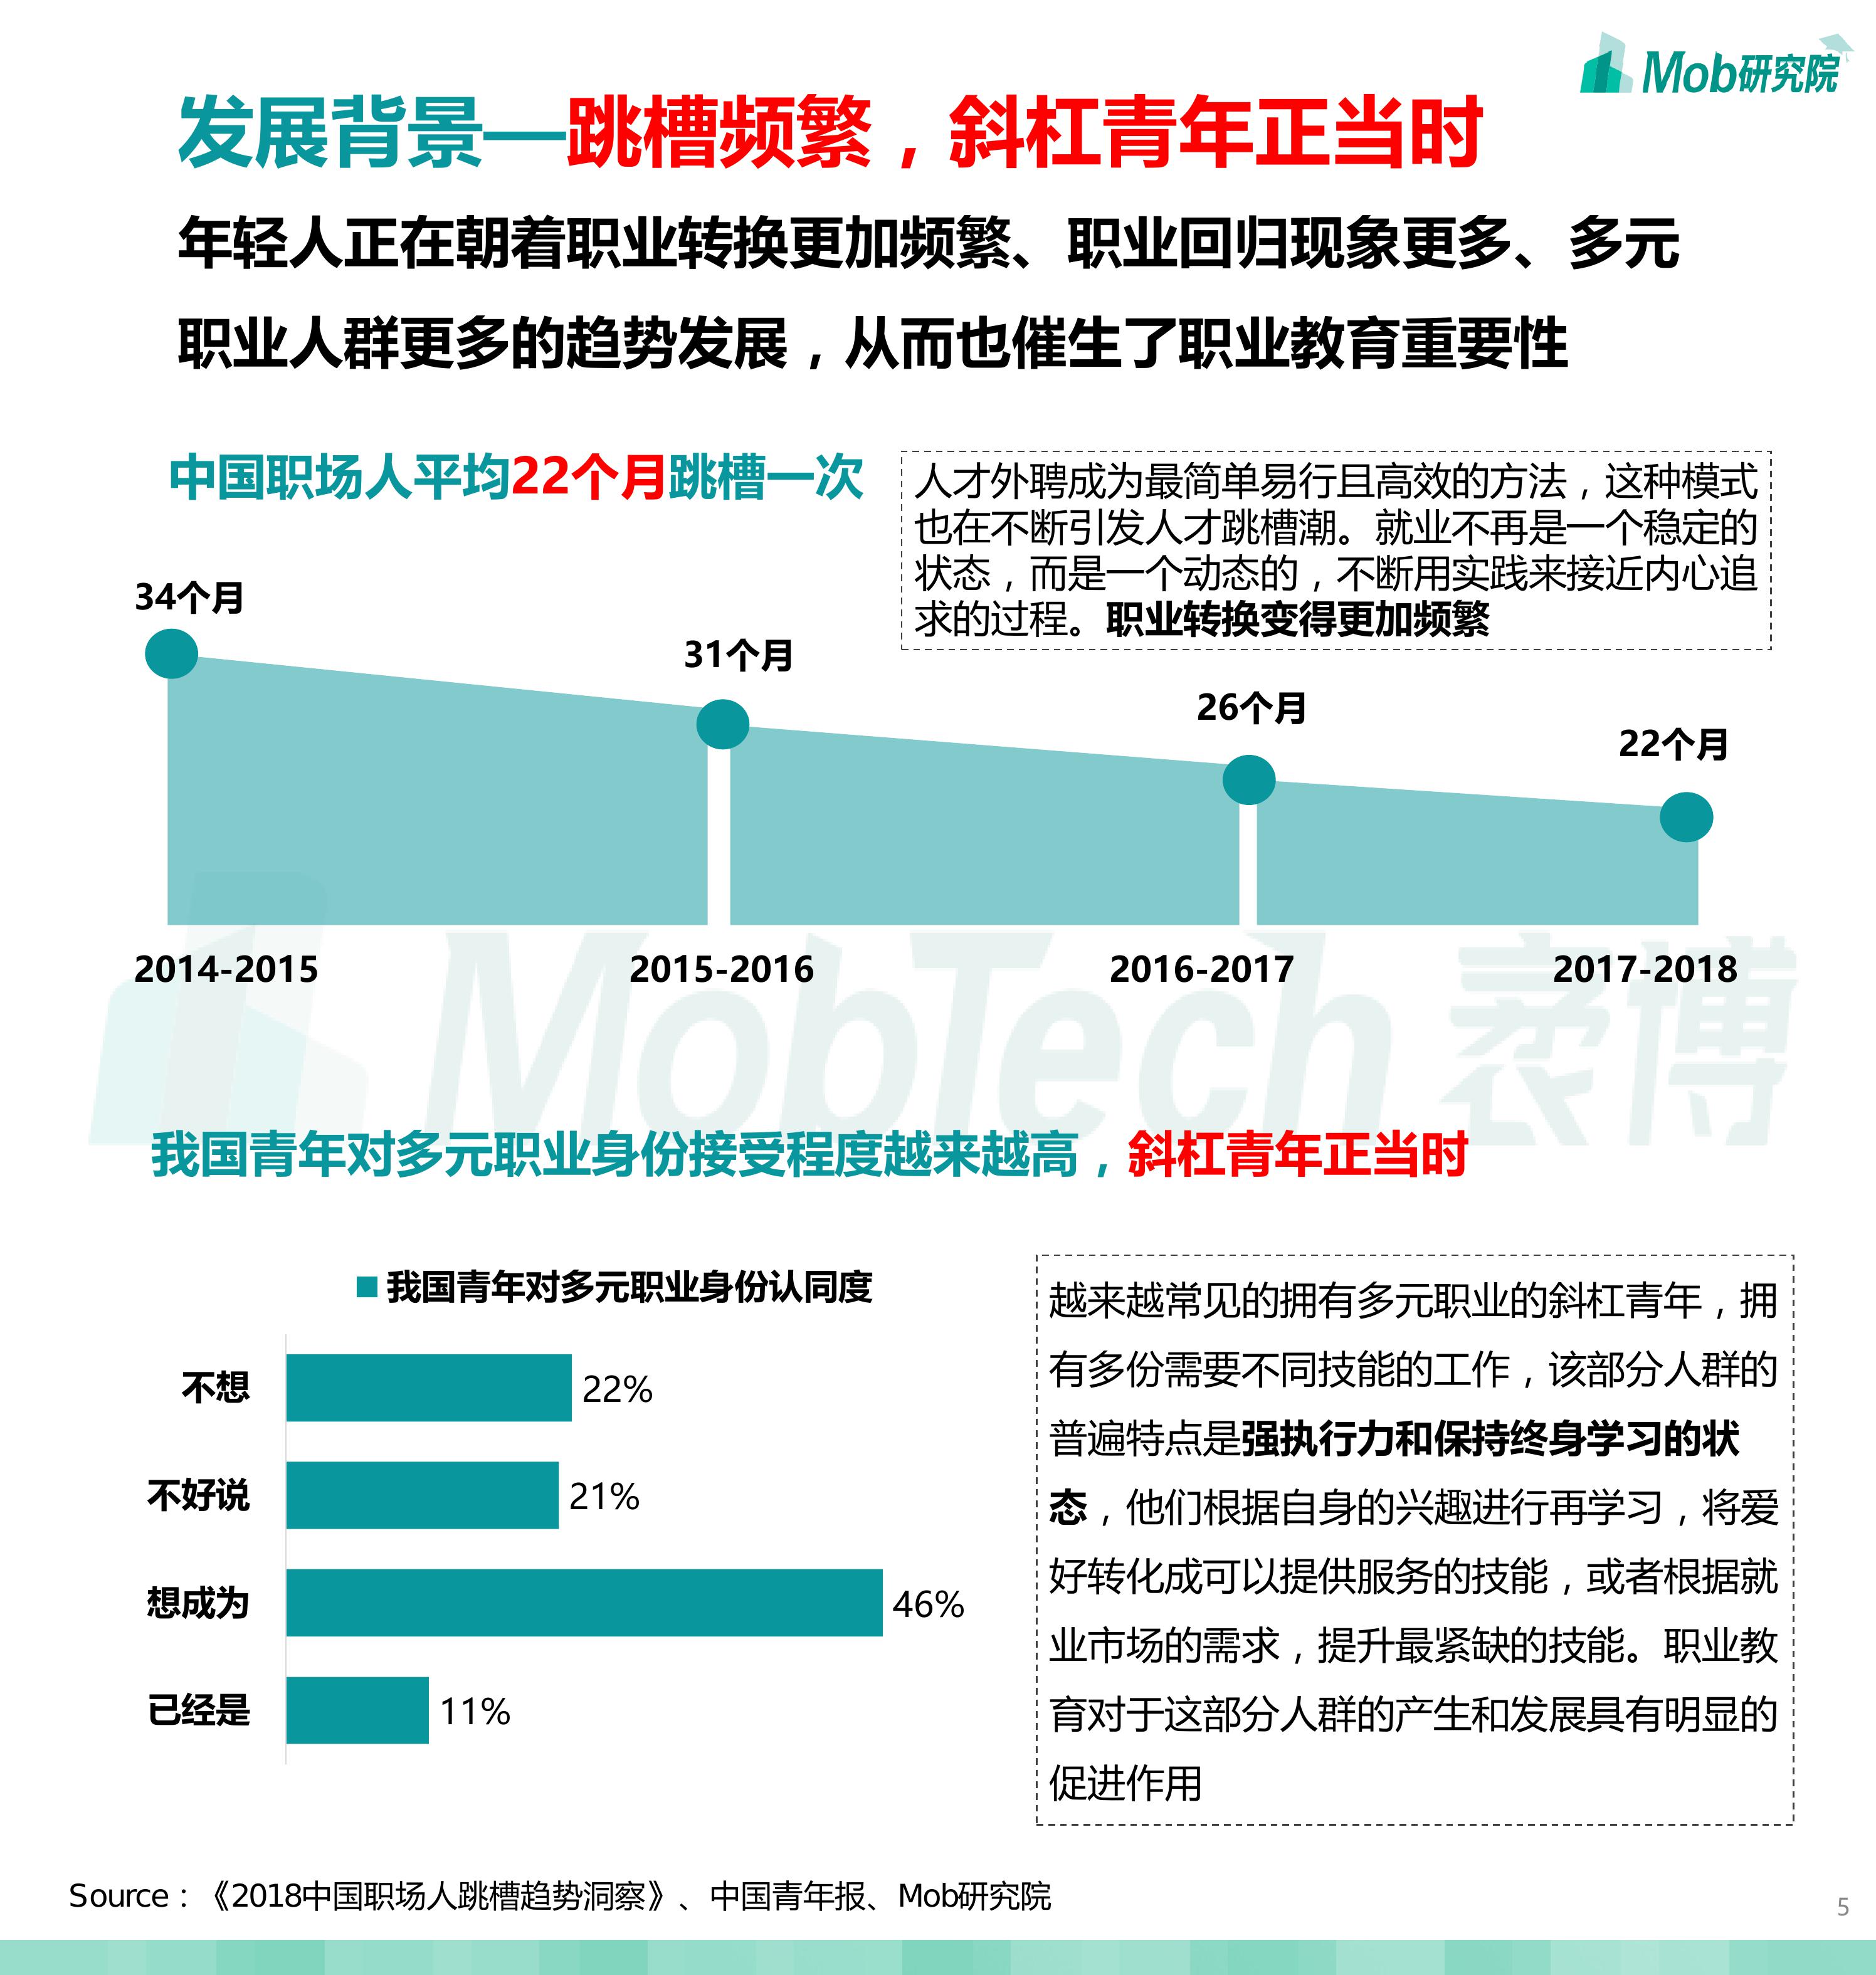 Mob研究院
发展背景—跳槽频繁，斜杠青年正当时
年轻人正在朝着职业转换更加频繁、职业回归现象更多、多元
职业人群更多的趋势发展，从而也催生了职业教育重要性
中国职场人平均22个月跳槽一次
人才外聘成为最简单易行且高效的方法，这种模式
也在不断引发人才跳槽潮。就业不再是一个稳定的
状态，而是一个动态的，不断用实践来接近内心追
求的过程。职业转换变得更加频繁
34个月
31个月
26个月
22个月
2014-2015
2015-2016
2016-2017
2017-2018
MobTech 袤博
我国青年对多元职业身份接受程度越来越高，斜杠青年正当时
我国青年对多元职业身份认同度
不想
22%
不好说
21%
想成为
46%
已经是
11%
越来越常见的拥有多元职业的斜杠青年，拥
有多份需要不同技能的工作，该部分人群的
普遍特点是强执行力和保持终身学习的状
态，他们根据自身的兴趣进行再学习，将爱
好转化成可以提供服务的技能，或者根据就
业市场的需求，提升最紧缺的技能。职业教
育对于这部分人群的产生和发展具有明显的
促进作用
Source：《2018中国职场人跳槽趋势洞察》、中国青年报、Mob研究院
5